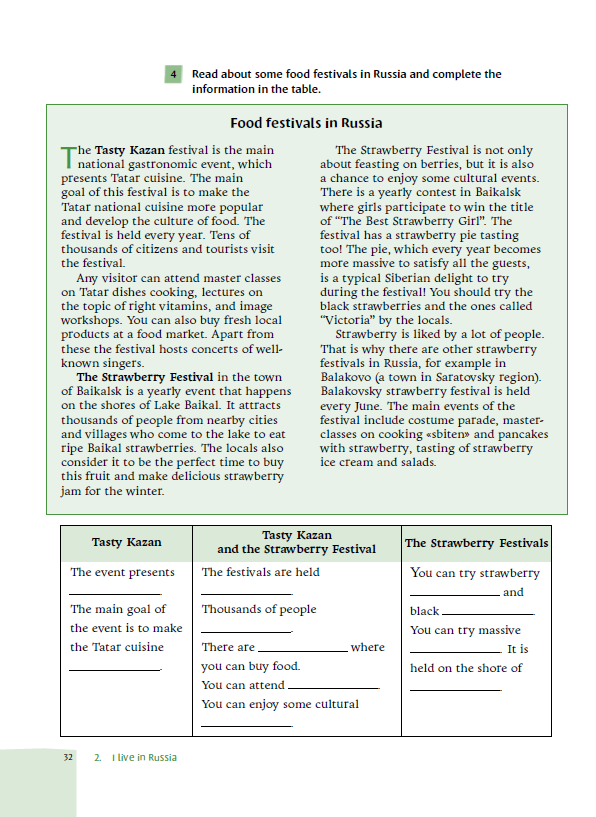 4 Read about some food festivals in Russia and complete the
information in the table.
Food festivals in Russia
The Tasty Kazan festival is the main
national gastronomic event, which
presents Tatar cuisine. The main
goal of this festival is to make the
Tatar national cuisine more popular
and develop the culture of food. The
festival is held every year. Tens of
thousands of citizens and tourists visit
the festival.
Any visitor can attend master classes
on Tatar dishes cooking, lectures on
the topic of right vitamins, and image
workshops. You can also buy fresh local
products at a food market. Apart from
these the festival hosts concerts of well-
known singers.
The Strawberry Festival in the town
of Baikalsk is a yearly event that happens
on the shores of Lake Baikal. It attracts
thousands of people from nearby cities
and villages who come to the lake to eat
ripe Baikal strawberries. The locals also
consider it to be the perfect time to buy
this fruit and make delicious strawberry
jam for the winter.
The Strawberry Festival is not only
about feasting on berries, but it is also
a chance to enjoy some cultural events.
There is a yearly contest in Baikalsk
where girls participate to win the title
of “The Best Strawberry Girl”. The
festival has a strawberry pie tasting
too! The pie, which every year becomes
more massive to satisfy all the guests,
is a typical Siberian delight to try
during the festival! You should try the
black strawberries and the ones called
“Victoria” by the locals.
Strawberry is liked by a lot of people.
That is why there are other strawberry
festivals in Russia, for example in
Balakovo (a town in Saratovsky region).
Balakovsky strawberry festival is held
every June. The main events of the
festival include costume parade, master-
classes on cooking «sbiten» and pancakes
with strawberry, tasting of strawberry
ice cream and salads.
Tasty Kazan
The event presents
____________.
The main goal of
the event is to make
the Tatar cuisine
____________.
Tasty Kazan
and the Strawberry Festival
The festivals are held
____________.
Thousands of people
____________.
There are ____________ where
you can buy food.
You can attend ____________.
You can enjoy some cultural
____________.
The Strawberry Festivals
You can try strawberry
____________ and
black ____________.
You can try massive
____________. It is
held on the shore of
____________.
32 2. I live in Russia